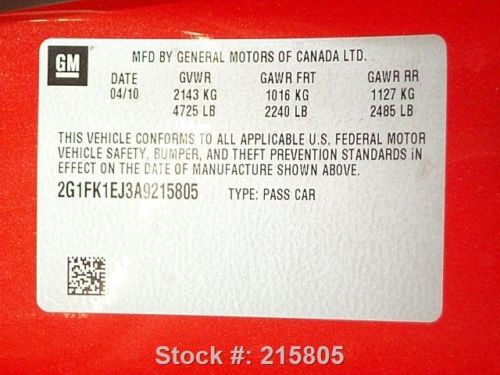 GM
MFD BY GENERAL MOTORS OF CANADA LTD.
DATE GVWR GAWR FRT GAWR RR
04/10 2143 KG 1016 KG 1127 KG
4725 LB 2240 LB 2485 LB
THIS VEHICLE CONFORMS TO ALL APPLICABLE U.S. FEDERAL MOTOR
VEHICLE SAFETY, BUMPER, AND THEFT PREVENTION STANDARDS iN
EFFECT ON THE DATE OF MANUFACTURE SHOWN ABOVE.
2G1FK1EJ3A9215805 TYPE: PASS CAR
Stock #: 215805